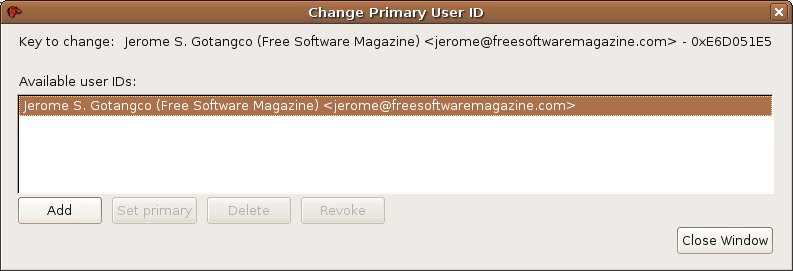 Change Primary User ID
Key to change: Jerome S. Gotangco (Free Software Magazine) <jerome@freesoftwaremagazine.com> - 0xE6D051E5
Available user IDs:
Jerome S. Gotangco (Free Software Magazine) <jerome@freesoftwaremagazine.com>
Add Set primary Delete Revoke
Close Window